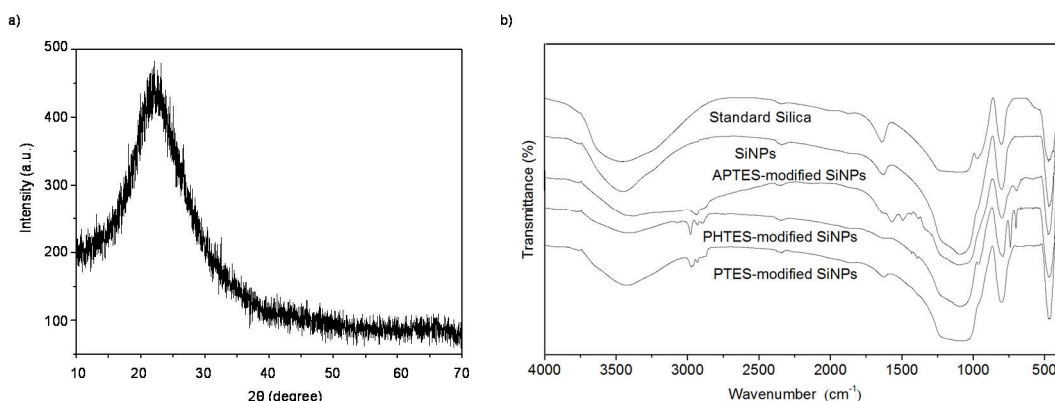 a)
500
400
300
200
100
Intensity (a.u.)
10 20 30 40 50 60 70
2θ (degree)
b)
Transmittance (%)
Standard Silica
SiNPs
APTES-modified SiNPs
PHTES-modified SiNPs
PTES-modified SiNPs
4000 3500 3000 2500 2000 1500 1000 500
Wavenumber (cm⁻¹)